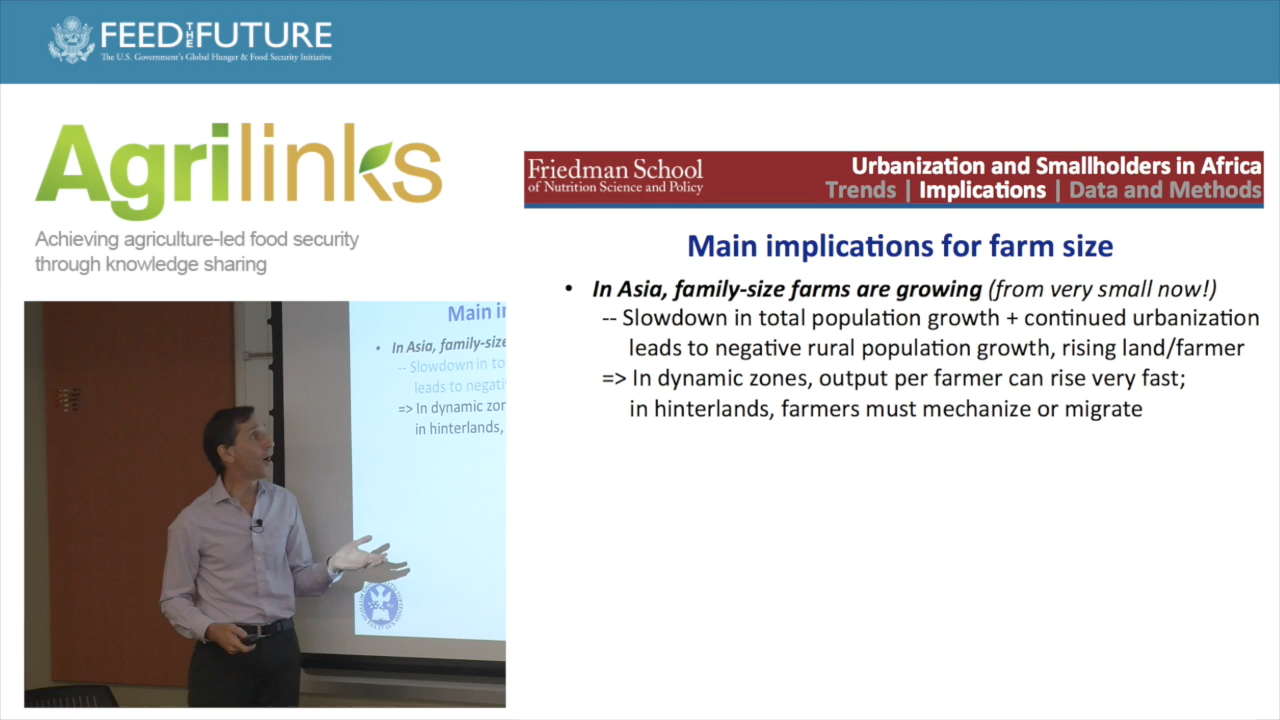 FEED THE FUTURE
The U.S. Government's Global Hunger & Food Security Initiative
Agrilinks
Achieving agriculture-led food security
through knowledge sharing
Friedman School
of Nutrition Science and Policy
Urbanization and Smallholders in Africa
Trends | Implications | Data and Methods
Main implications for farm size
• In Asia, family-size farms are growing (from very small now!)
-- Slowdown in total population growth + continued urbanization
leads to negative rural population growth, rising land/farmer
=> In dynamic zones, output per farmer can rise very fast;
in hinterlands, farmers must mechanize or migrate
Main i
• In Asia, family-size
-- Slowdown in to
leads to negati
=> In dynamic zon
in hinterlands,